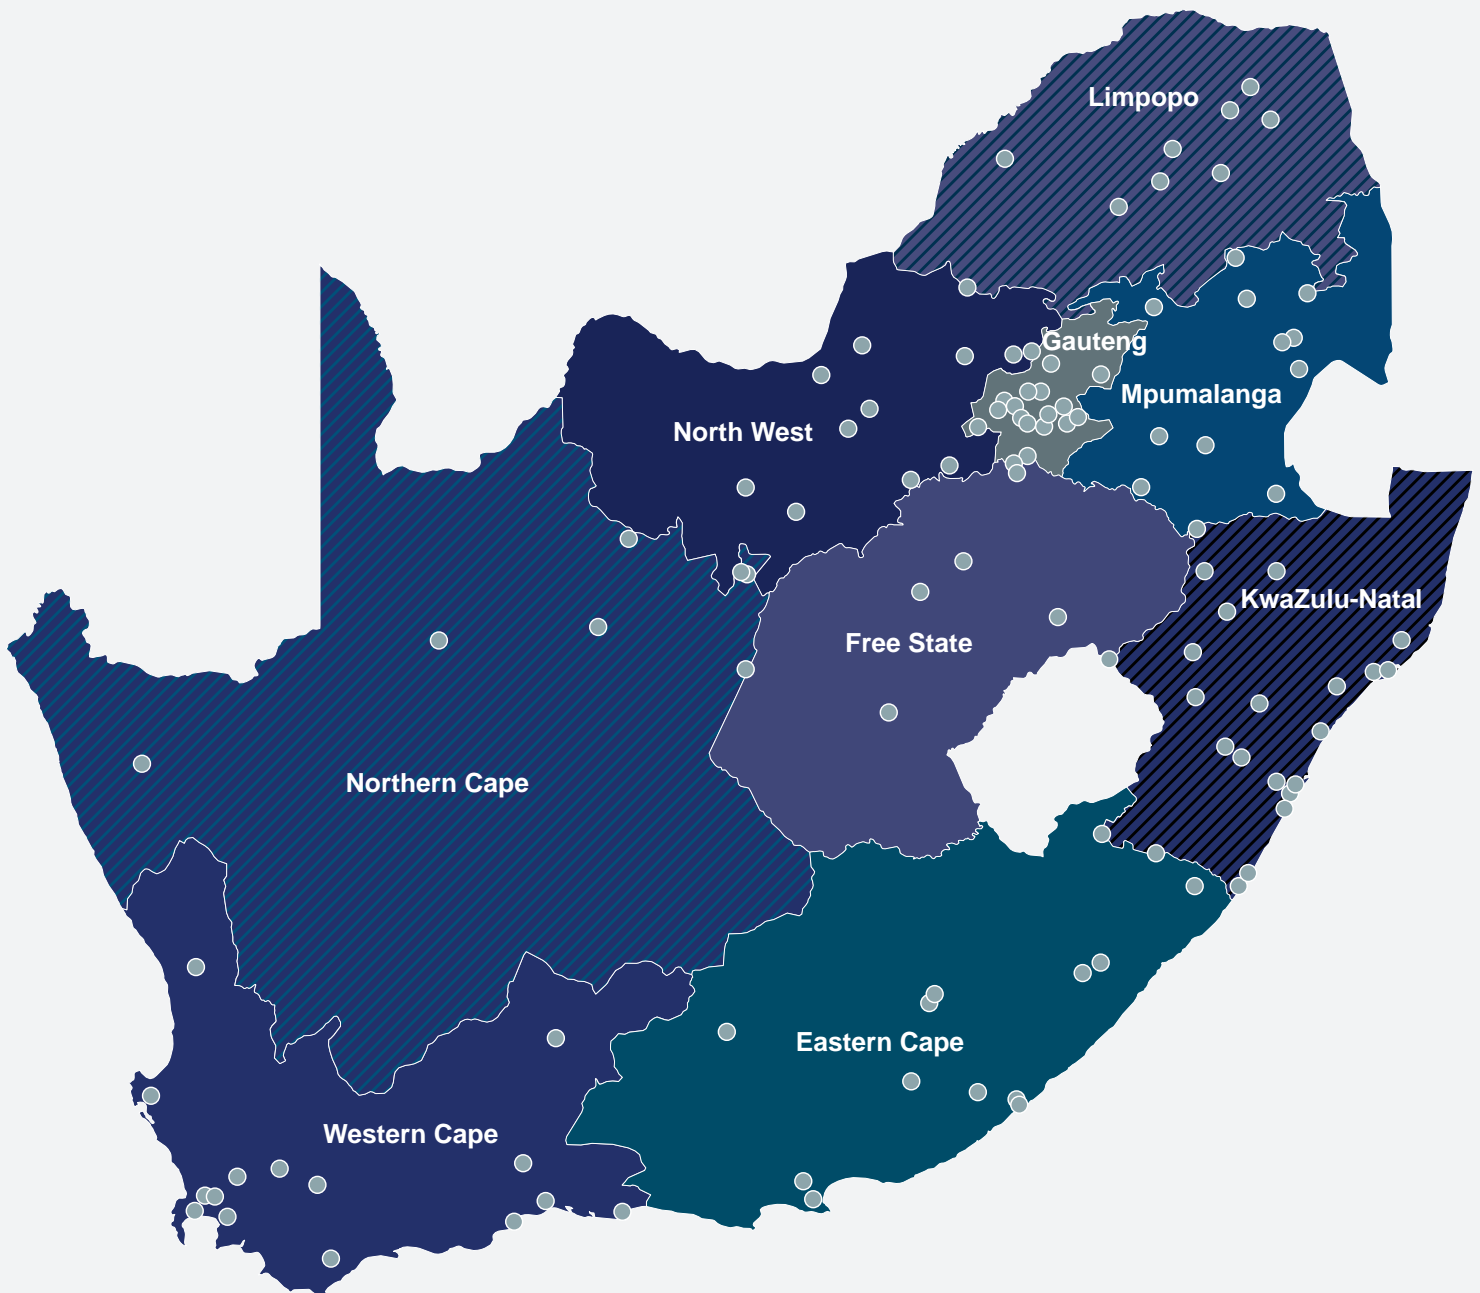 Limpopo
Gauteng
Mpumalanga
North West
KwaZulu-Natal
Free State
Northern Cape
Eastern Cape
Western Cape